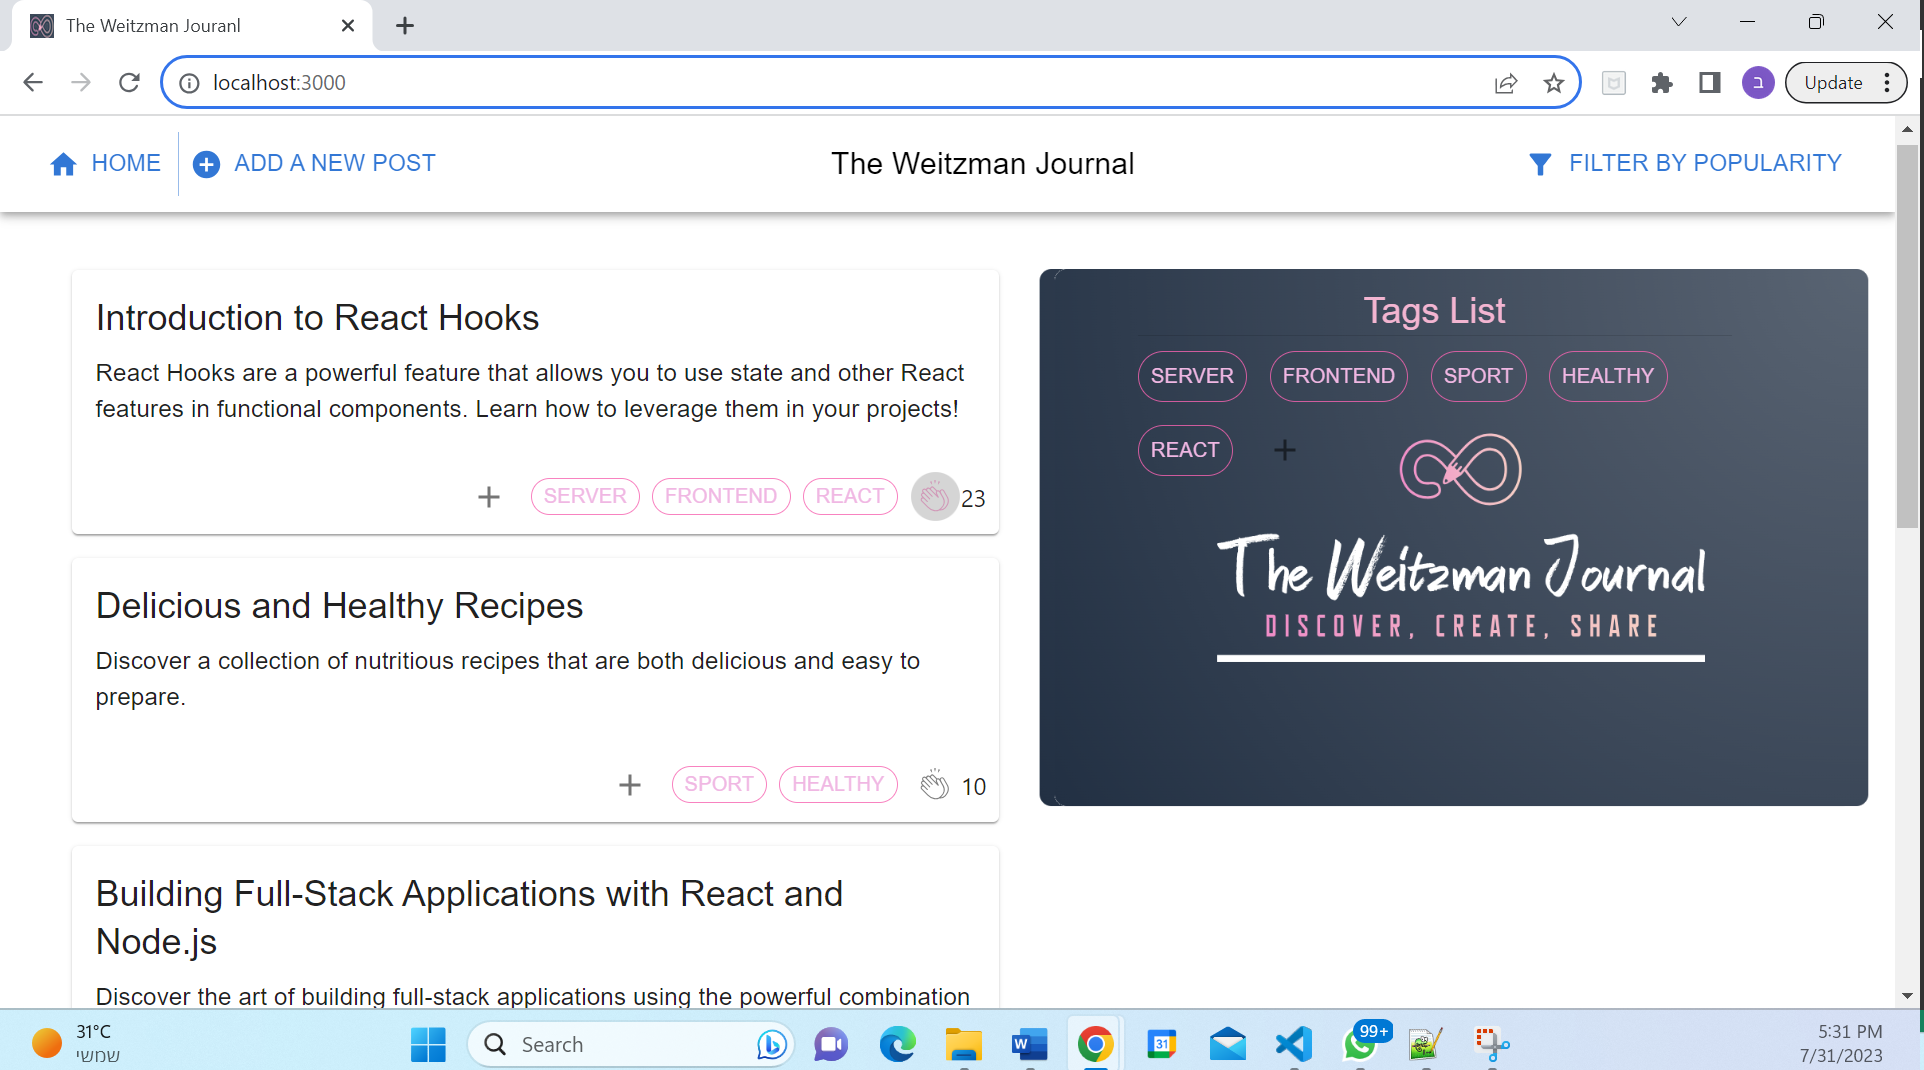 The Weitzman Jouranl
localhost:3000
ב
Update
HOME
ADD A NEW POST
The Weitzman Journal
FILTER BY POPULARITY
Introduction to React Hooks
React Hooks are a powerful feature that allows you to use state and other React
features in functional components. Learn how to leverage them in your projects!
+ SERVER FRONTEND REACT 23
Delicious and Healthy Recipes
Discover a collection of nutritious recipes that are both delicious and easy to
prepare.
+ SPORT HEALTHY 10
Building Full-Stack Applications with React and
Node.js
Discover the art of building full-stack applications using the powerful combination
Tags List
SERVER FRONTEND SPORT HEALTHY
REACT +
The Weitzman Journal
DISCOVER, CREATE, SHARE
31°C
שמשי
Search
W
31
99+
5:31 PM
7/31/2023